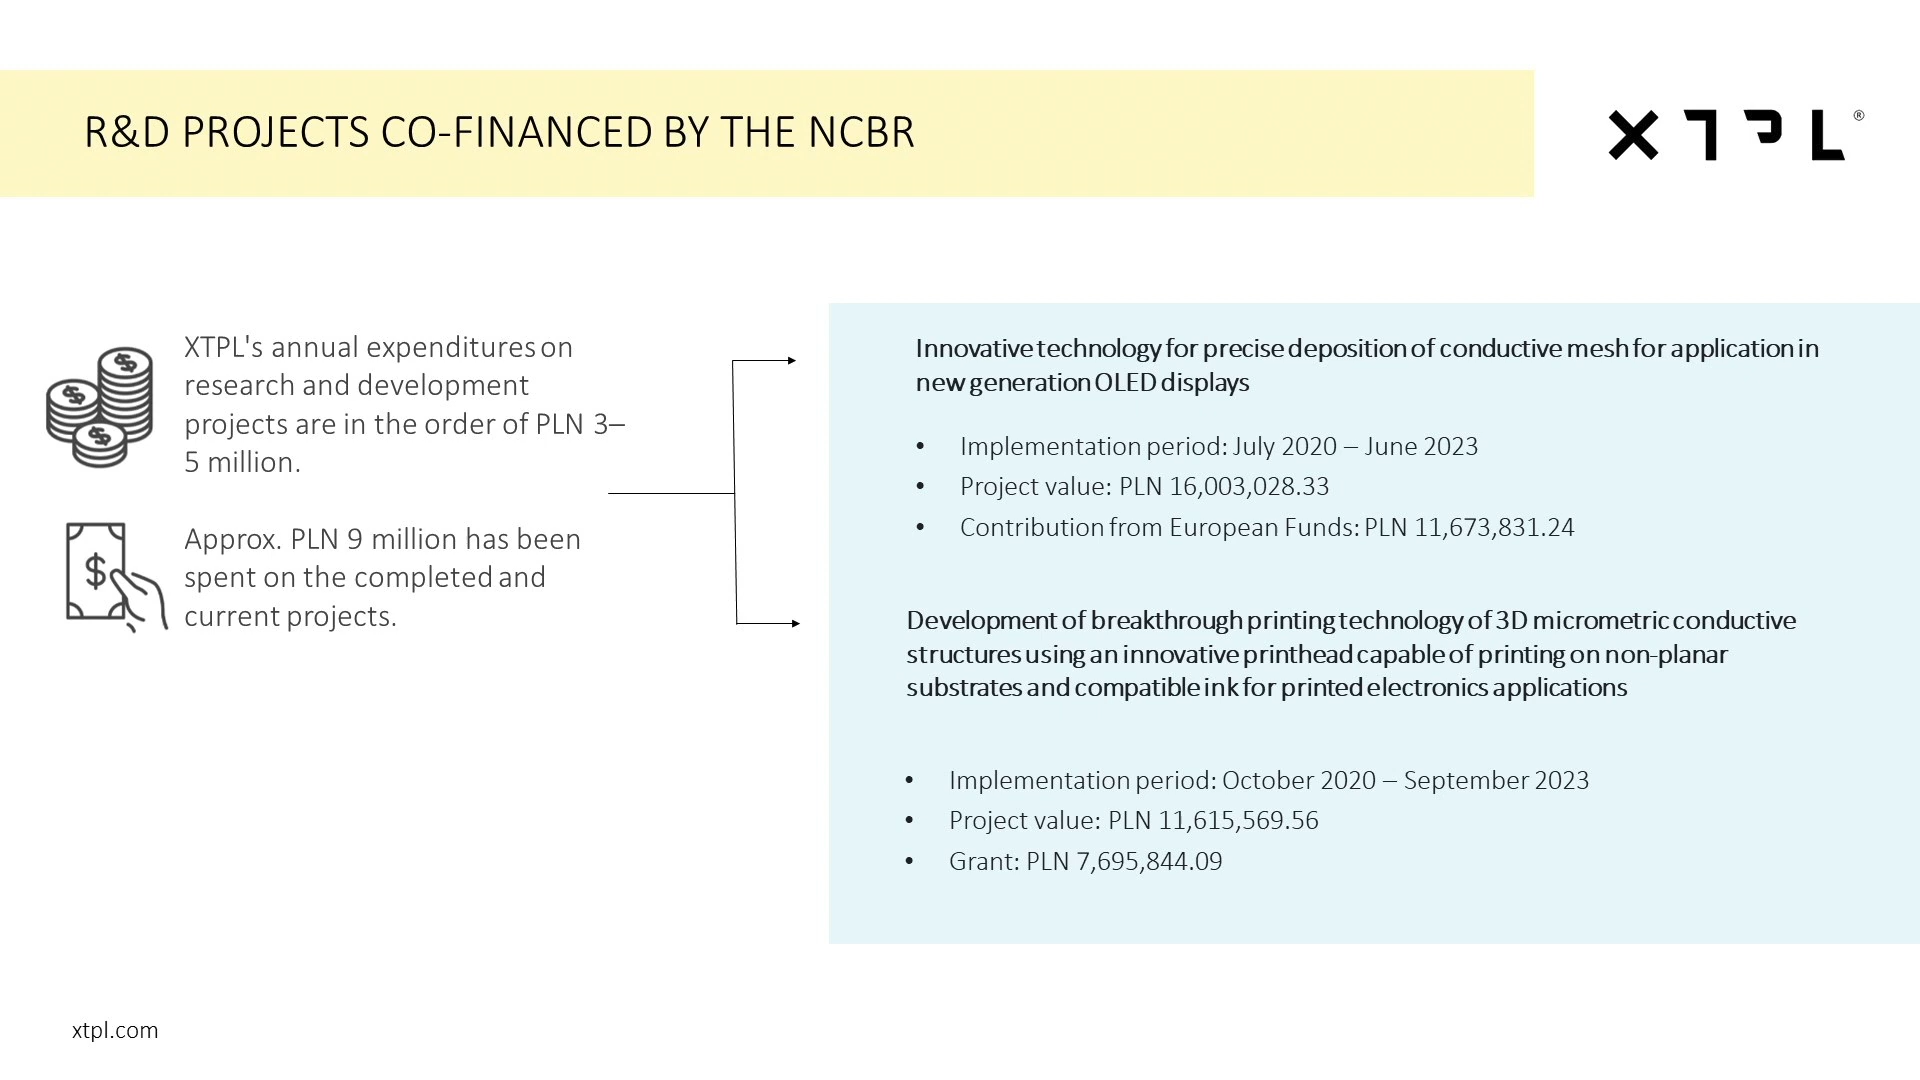 R&D PROJECTS CO-FINANCED BY THE NCBR
XTPL®
XTPL's annual expenditures on
research and development
projects are in the order of PLN 3–
5 million.
Approx. PLN 9 million has been
spent on the completed and
current projects.
Innovative technology for precise deposition of conductive mesh for application in
new generation OLED displays
• Implementation period: July 2020 – June 2023
• Project value: PLN 16,003,028.33
• Contribution from European Funds: PLN 11,673,831.24
Development of breakthrough printing technology of 3D micrometric conductive
structures using an innovative printhead capable of printing on non-planar
substrates and compatible ink for printed electronics applications
• Implementation period: October 2020 – September 2023
• Project value: PLN 11,615,569.56
• Grant: PLN 7,695,844.09
xtpl.com